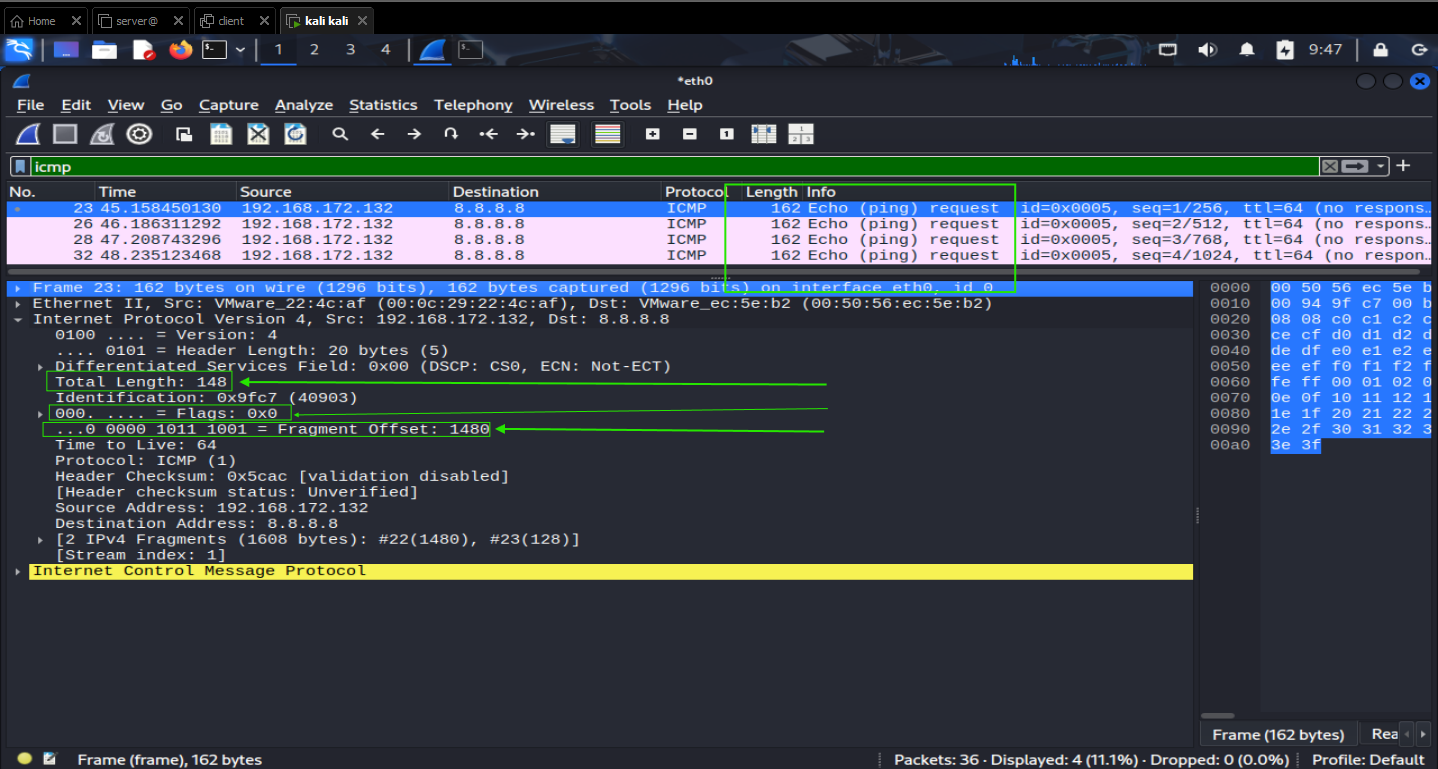 Home server@ client kali kali
1 2 3 4 9:47
*eth0
File Edit View Go Capture Analyze Statistics Telephony Wireless Tools Help
icmp
No. Time Source Destination Protocol Length Info
23 45.158450130 192.168.172.132 8.8.8.8 ICMP 162 Echo (ping) request id=0x0005, seq=1/256, ttl=64 (no respons…
26 46.186311292 192.168.172.132 8.8.8.8 ICMP 162 Echo (ping) request id=0x0005, seq=2/512, ttl=64 (no respons…
28 47.208743296 192.168.172.132 8.8.8.8 ICMP 162 Echo (ping) request id=0x0005, seq=3/768, ttl=64 (no respons…
32 48.235123468 192.168.172.132 8.8.8.8 ICMP 162 Echo (ping) request id=0x0005, seq=4/1024, ttl=64 (no respons…
Frame 23: 162 bytes on wire (1296 bits), 162 bytes captured (1296 bits) on interface eth0, id 0
Ethernet II, Src: VMware_22:4c:af (00:0c:29:22:4c:af), Dst: VMware_ec:5e:b2 (00:50:56:ec:5e:b2)
Internet Protocol Version 4, Src: 192.168.172.132, Dst: 8.8.8.8
0100 .... = Version: 4
.... 0101 = Header Length: 20 bytes (5)
Differentiated Services Field: 0x00 (DSCP: CS0, ECN: Not-ECT)
Total Length: 148
Identification: 0x9fc7 (40903)
000. .... = Flags: 0x0
...0 0000 1011 1001 = Fragment Offset: 1480
Time to Live: 64
Protocol: ICMP (1)
Header Checksum: 0x5cac [validation disabled]
[Header checksum status: Unverified]
Source Address: 192.168.172.132
Destination Address: 8.8.8.8
[2 IPv4 Fragments (1608 bytes): #22(1480), #23(128)]
[Stream index: 1]
Internet Control Message Protocol
0000 00 50 56 ec 5e b
0010 00 94 9f c7 00 b
0020 08 08 c0 c1 c2 c
0030 ce cf d0 d1 d2 d
0040 de df e0 e1 e2 e
0050 ee ef f0 f1 f2 f
0060 fe ff 00 01 02 0
0070 0e 0f 10 11 12 1
0080 1e 1f 20 21 22 2
0090 2e 2f 30 31 32 3
00a0 3e 3f
Frame (162 bytes) Rea
Frame (frame), 162 bytes Packets: 36 · Displayed: 4 (11.1%) · Dropped: 0 (0.0%) Profile: Default